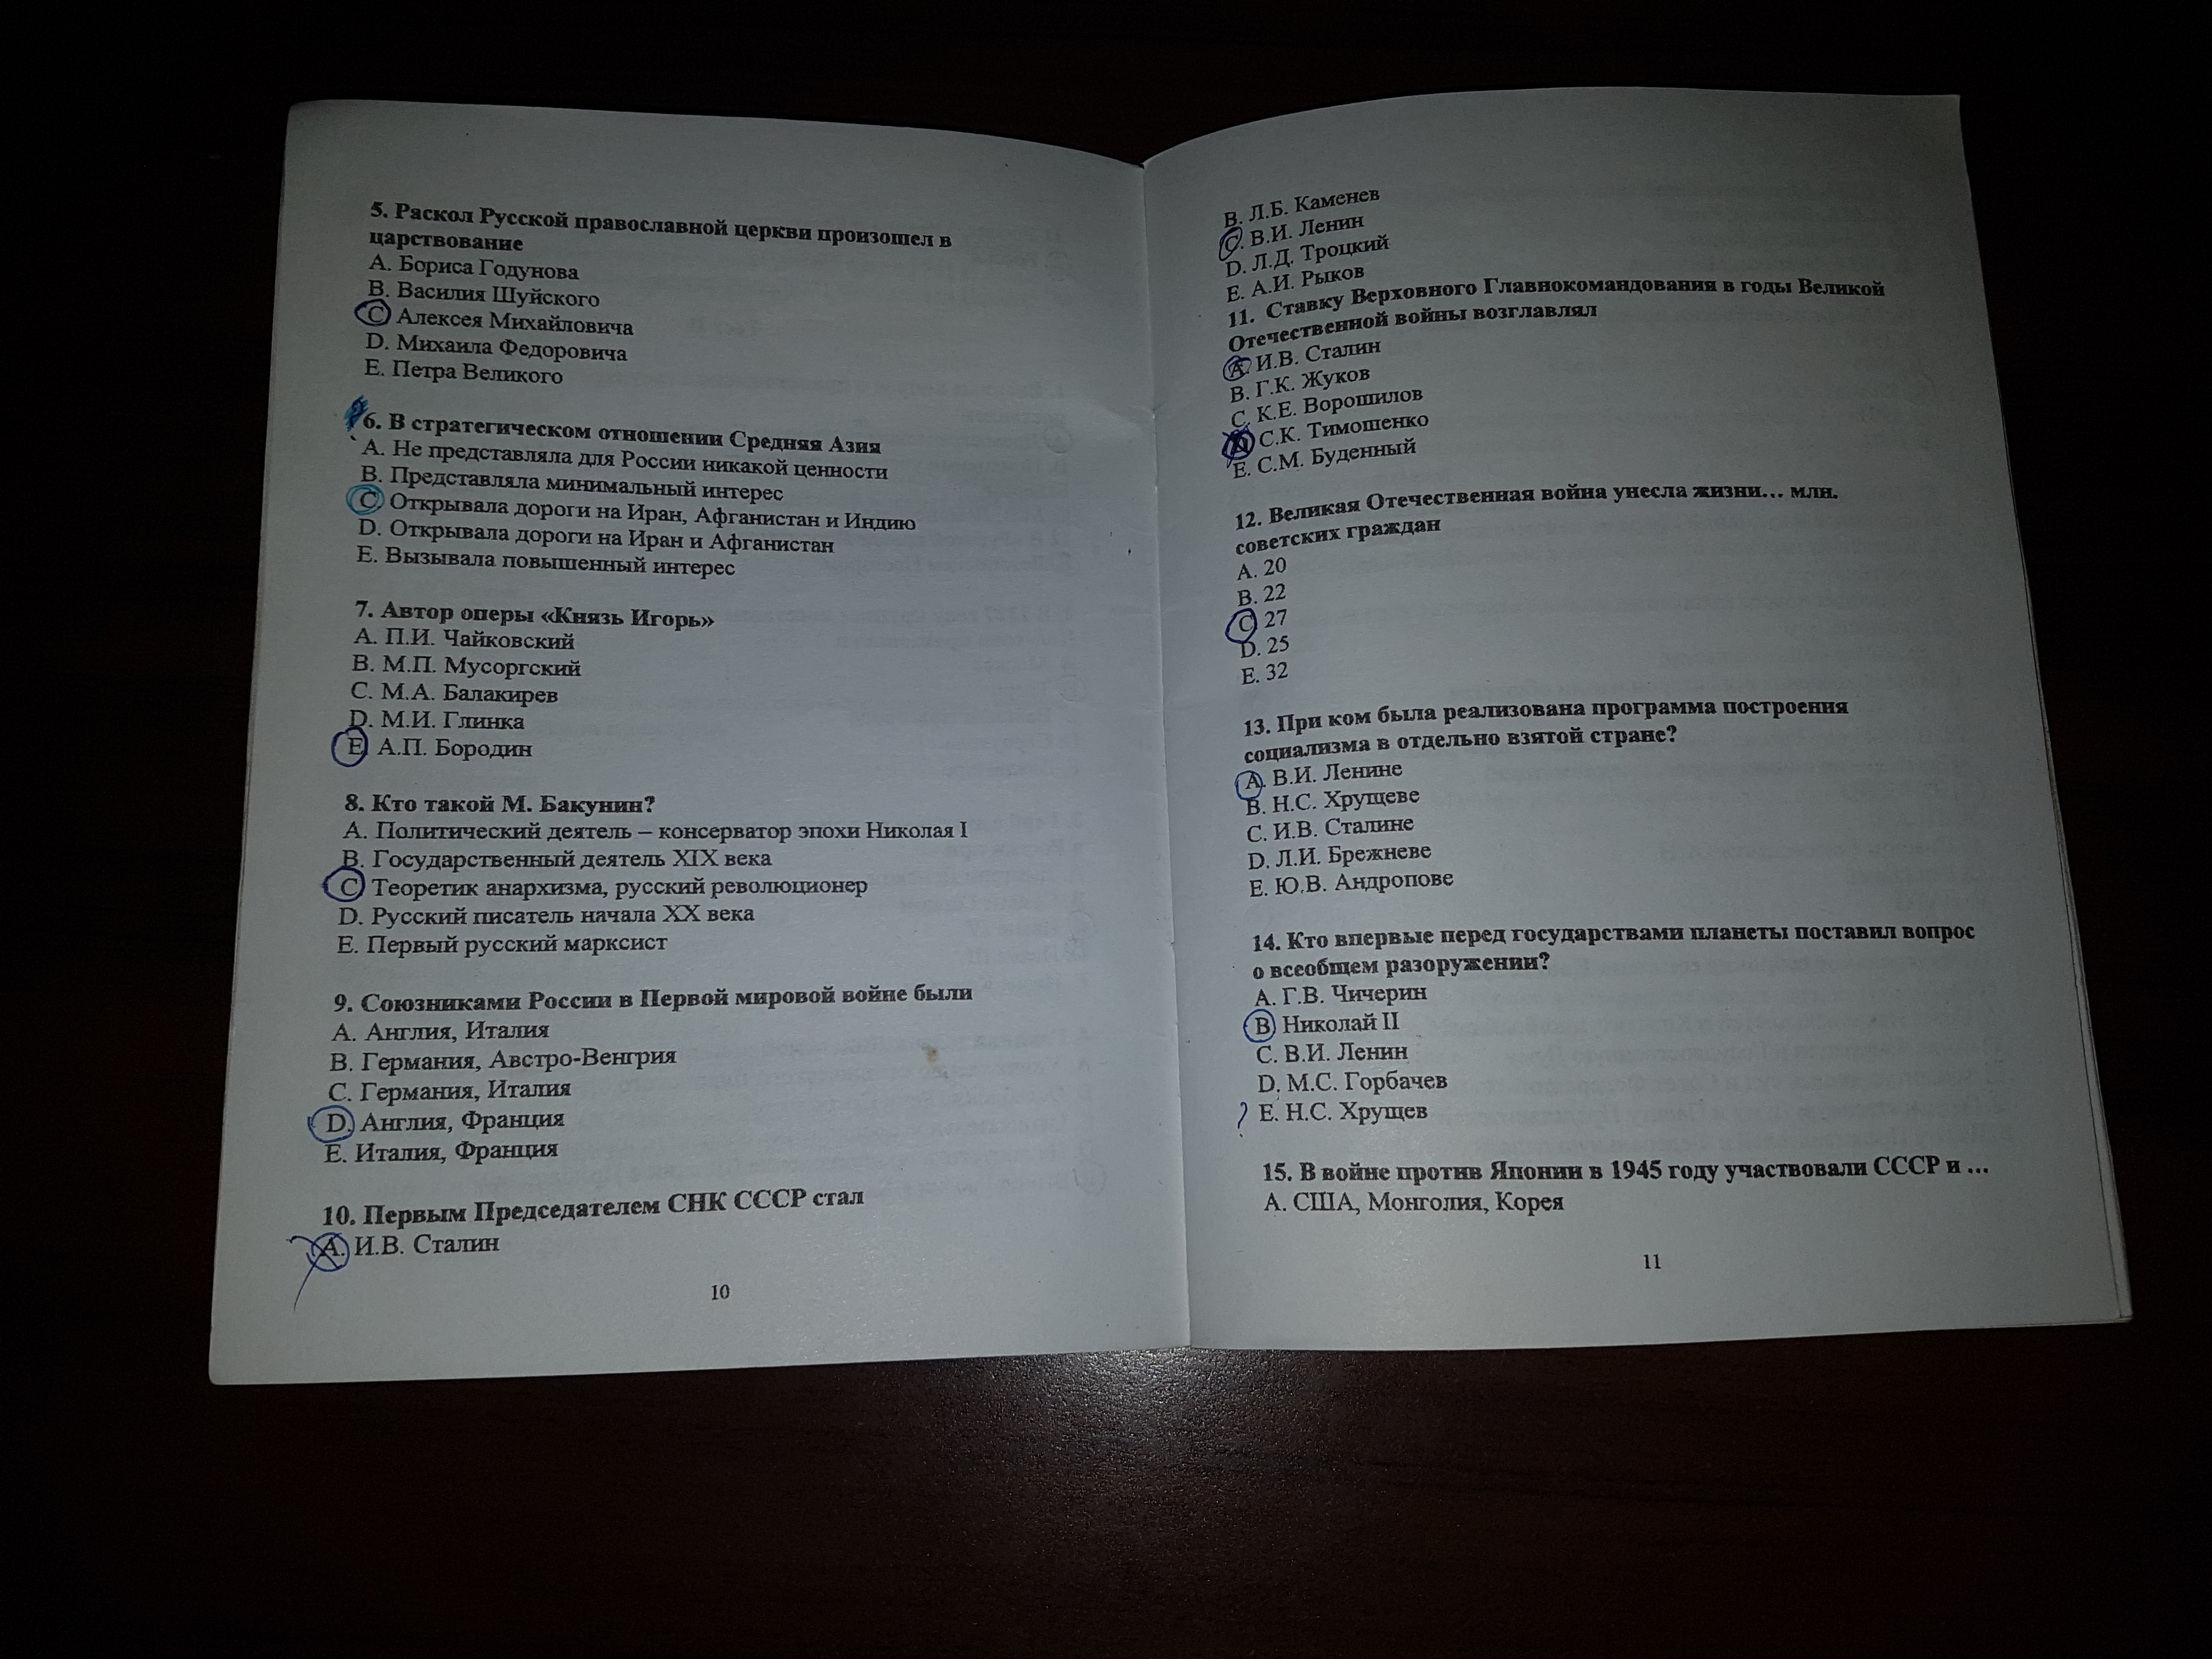 5. Раскол Русской православной церкви произошел в
царствование
A. Бориса Годунова
B. Василия Шуйского
C. Алексея Михайловича
D. Михаила Федоровича
E. Петра Великого
6. В стратегическом отношении Средняя Азия
A. Не представляла для России никакой ценности
B. Представляла минимальный интерес
C. Открывала дороги на Иран, Афганистан и Индию
D. Открывала дороги на Иран и Афганистан
E. Вызывала повышенный интерес
7. Автор оперы «Князь Игорь»
A. П.И. Чайковский
B. М.П. Мусоргский
C. М.А. Балакирев
D. М.И. Глинка
E. А.П. Бородин
8. Кто такой М. Бакунин?
A. Политический деятель – консерватор эпохи Николая I
B. Государственный деятель XIX века
C. Теоретик анархизма, русский революционер
D. Русский писатель начала XX века
E. Первый русский марксист
9. Союзниками России в Первой мировой войне были
A. Англия, Италия
B. Германия, Австро-Венгрия
C. Германия, Италия
D. Англия, Франция
E. Италия, Франция
10. Первым Председателем СНК СССР стал
A. И.В. Сталин
10
B. Л.Б. Каменев
C. В.И. Ленин
D. Л.Д. Троцкий
E. А.И. Рыков
11. Ставку Верховного Главнокомандования в годы Великой
Отечественной войны возглавлял
A. И.В. Сталин
B. Г.К. Жуков
C. К.Е. Ворошилов
С.К. Тимошенко
E. С.М. Буденный
12. Великая Отечественная война унесла жизни... млн.
советских граждан
A. 20
B. 22
C. 27
D. 25
E. 32
13. При ком была реализована программа построения
социализма в отдельно взятой стране?
A. В.И. Ленине
B. Н.С. Хрущеве
C. И.В. Сталине
D. Л.И. Брежневе
E. Ю.В. Андропове
14. Кто впервые перед государствами планеты поставил вопрос
о всеобщем разоружении?
A. Г.В. Чичерин
B Николай II
C. В.И. Ленин
D. М.С. Горбачев
? E. Н.С. Хрущев
15. В войне против Японии в 1945 году участвовали СССР и ...
A. США, Монголия, Корея
11